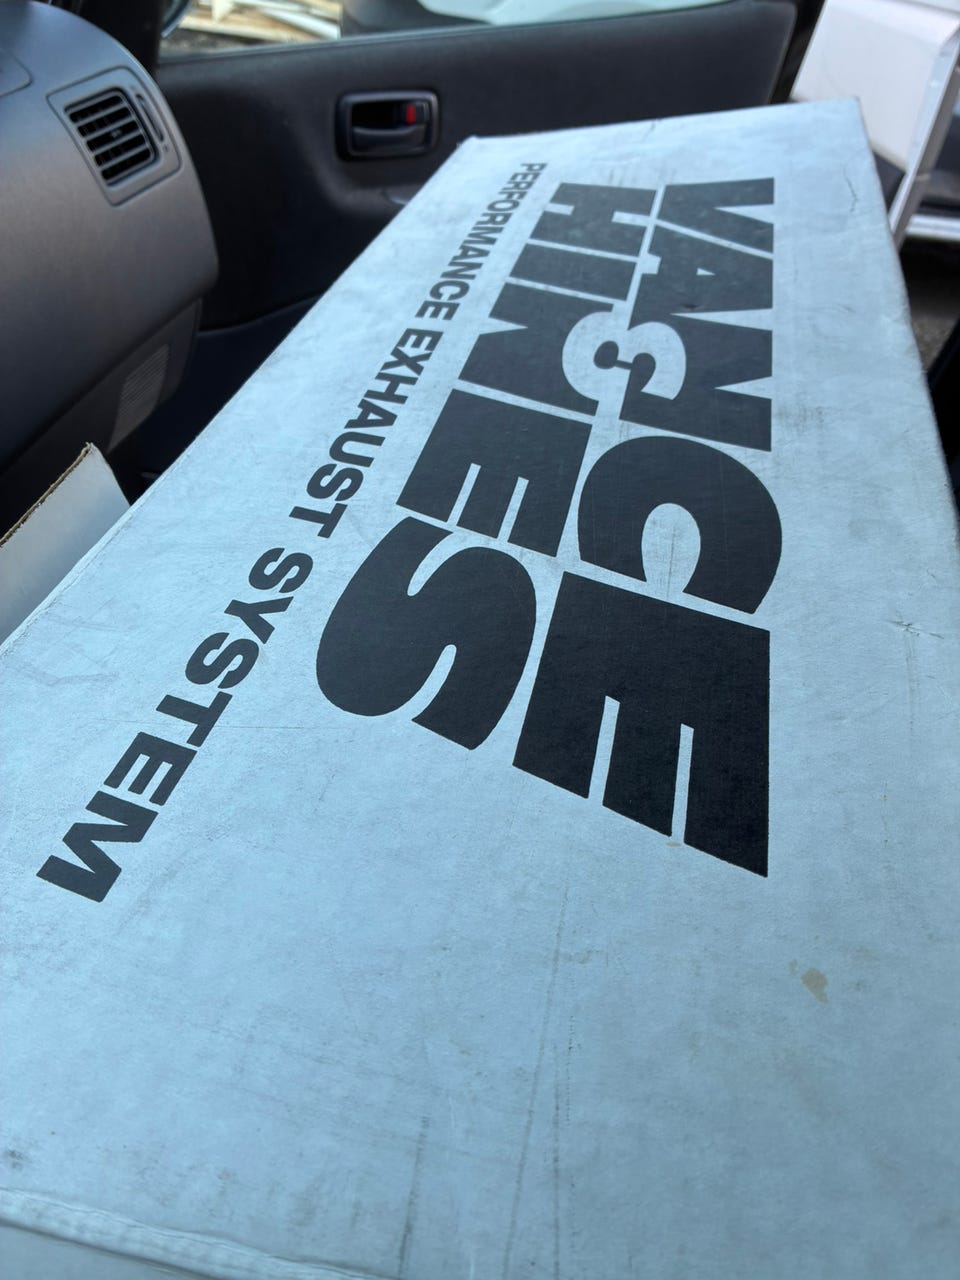 VANCE
&
HINES
PERFORMANCE EXHAUST SYSTEM